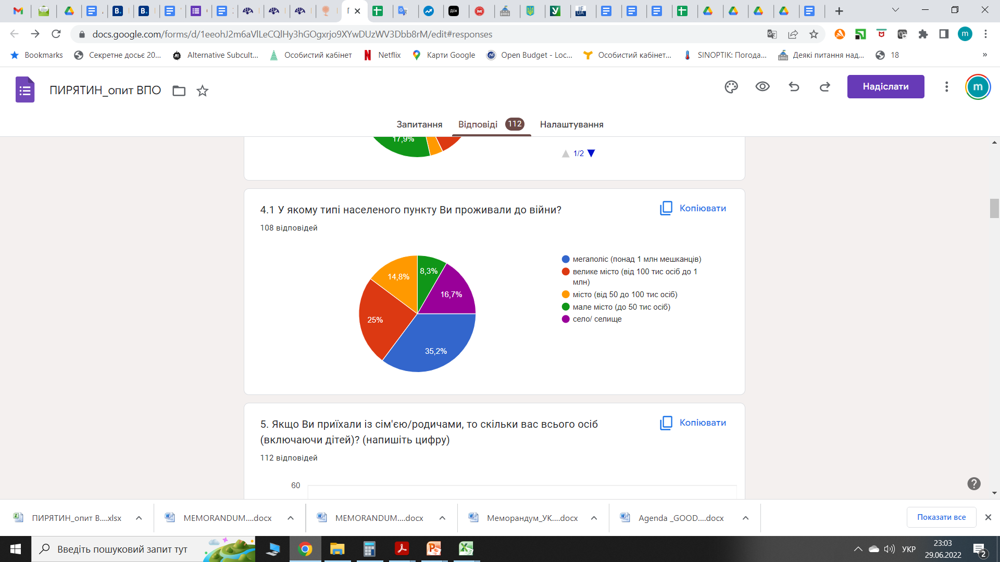 docs.google.com/forms/d/1eeohJ2m6aVlLeCQlHy3hGOgxrjo9XYwDUzWV3Dbb8rM/edit#responses
Bookmarks
Секретне досьє 20...
Alternative Subcult...
Особистий кабінет
Netflix
Карти Google
Open Budget - Loc...
Особистий кабінет...
SINOPTIK: Погода...
Деякі питання над...
18
»
ПИРЯТИН_опит ВПО
Надіслати
m
Запитання
Відповіді 112
Налаштування
17,9%
1/2
4.1 У якому типі населеного пункту Ви проживали до війни?
Копіювати
108 відповідей
14,8%
8,3%
16,7%
25%
35,2%
мегаполіс (понад 1 млн мешканців)
велике місто (від 100 тис осіб до 1
млн)
місто (від 50 до 100 тис осіб)
мале місто (до 50 тис осіб)
село/ селище
5. Якщо Ви приїхали із сім'єю/родичами, то скільки вас всього осіб
(включаючи дітей)? (напишіть цифру)
Копіювати
112 відповідей
60
ПИРЯТИН_опит В....xlsx
MEMORANDUM....docx
MEMORANDUM....docx
Меморандум_УК....docx
Agenda _GOOD....docx
Показати все
Введіть пошуковий запит тут
УКР
23:03
29.06.2022
2